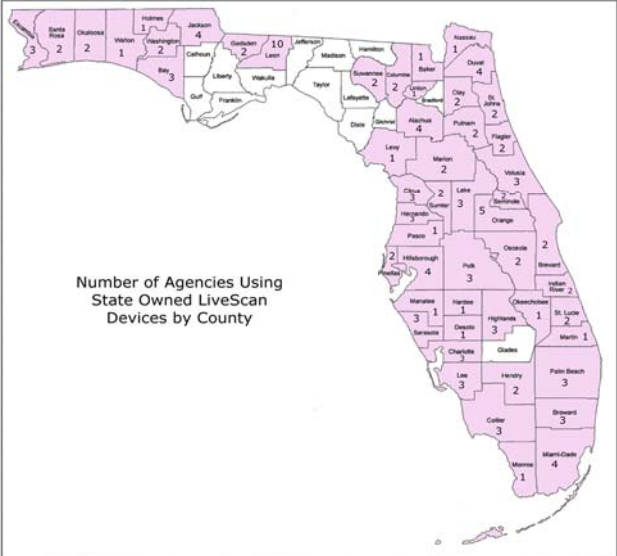 Escambia
3
Santa
Rosa
2
Okaloosa
2
Walton
1
Holmes
1
Washington
2
Bay
3
Jackson
4
Calhoun
Gulf
Liberty
Franklin
Gadsden
2
10
Leon
Wakulla
Jefferson
Madison
Taylor
Hamilton
Suwannee
2
Lafayette
Dixie
Columbia
2
1
Baker
Union
1
Bradford
Gilchrist
Alachua
4
Levy
1
Nassau
1
Duval
4
Clay
2
St.
Johns
2
Putnam
2
Flagler
2
Marion
2
Volusia
3
Citrus
3
2
Sumter
Lake
3
2
Seminole
5
Orange
Hernando
3
Pasco
1
2
Pinellas
Hillsborough
4
Polk
3
Osceola
2
2
Brevard
Indian
River 2
Number of Agencies Using
State Owned LiveScan
Devices by County
Manatee
1
3
Sarasota
Hardee
1
Desoto
1
Highlands
3
Okeechobee
1
St. Lucie
2
Martin 1
Charlotte
3
Glades
Lee
3
Hendry
2
Palm Beach
3
Collier
3
Broward
3
Monroe
1
Miami-Dade
4